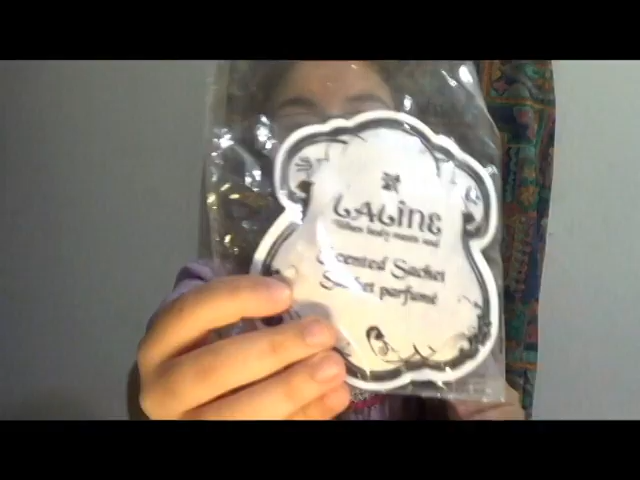 LALiNE
When body meets soul
Scented Sachet
Sachet parfumé